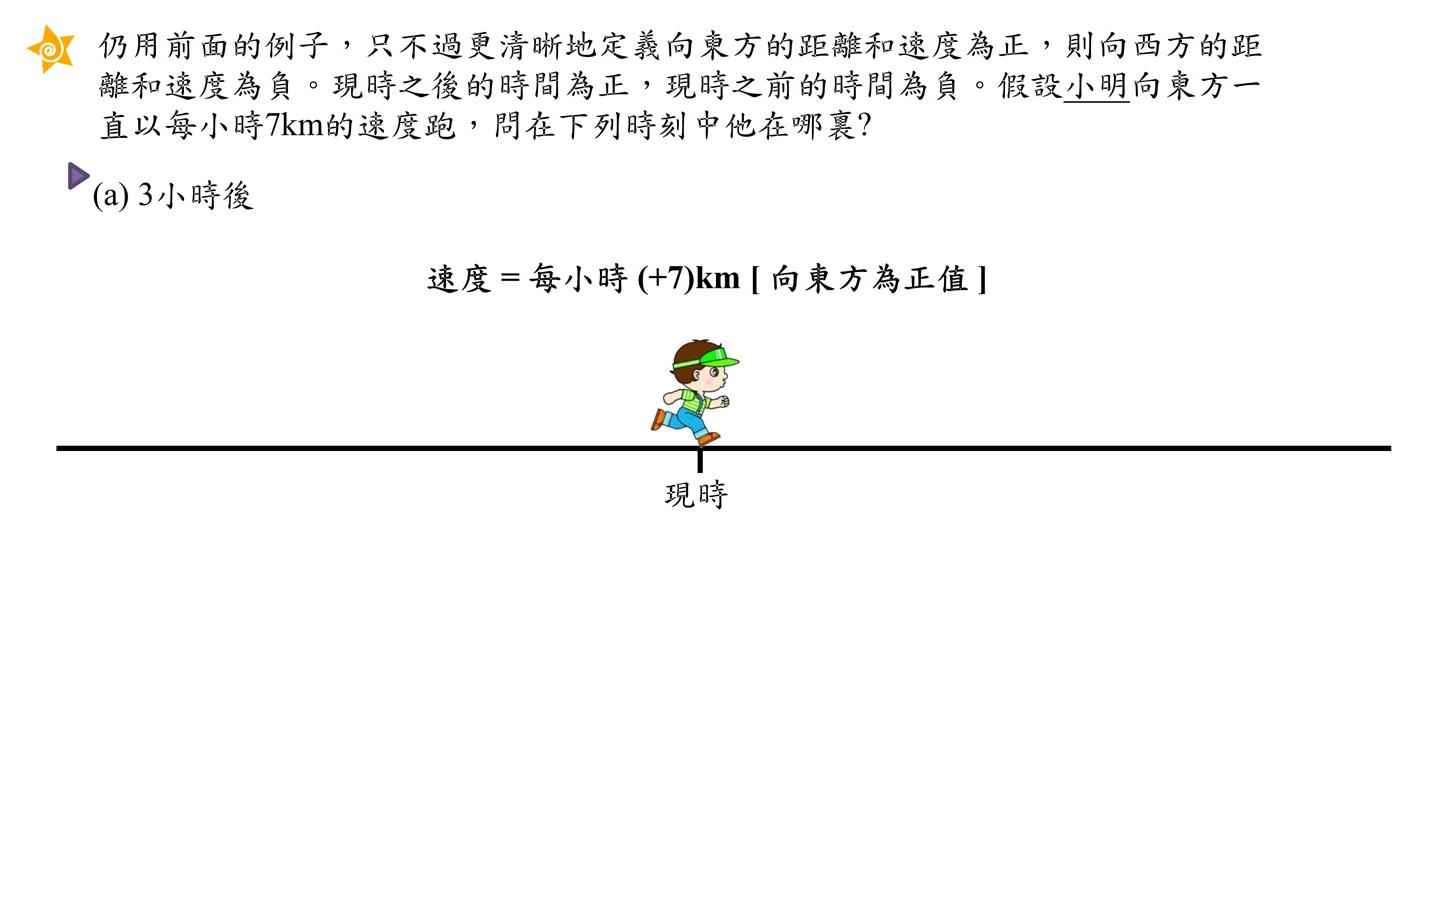 仍用前面的例子，只不過更清晰地定義向東方的距離和速度為正，則向西方的距
離和速度為負。現時之後的時間為正，現時之前的時間為負。假設小明向東方一
直以每小時7km的速度跑，問在下列時刻中他在哪裏?
(a) 3小時後
速度 = 每小時 (+7)km [ 向東方為正值 ]
現時